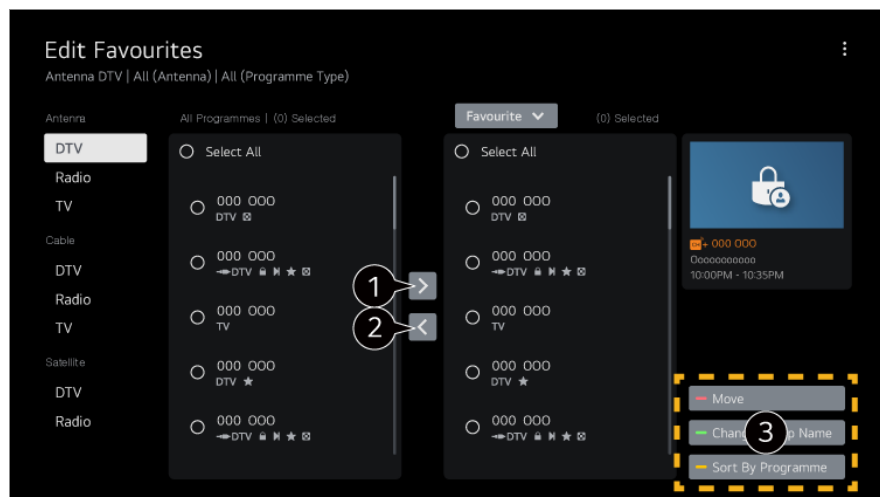 Edit Favourites
Antenna DTV | All (Antenna) | All (Programme Type)
Antenna
DTV
Radio
TV
Cable
DTV
Radio
TV
Satellite
DTV
Radio
All Programmes | (0) Selected
Select All
000 000
DTV
000 000
DTV
000 000
TV
000 000
DTV
000 000
DTV
1
2
Favourite
(0) Selected
Select All
000 000
DTV
000 000
DTV
000 000
TV
000 000
DTV
000 000
DTV
+ 000 000
Ooooooooooo
10:00PM - 10:35PM
Move
3
Name
Sort By Programme